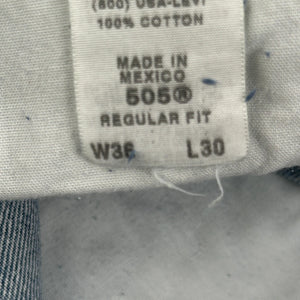 (800) USA-LEVI
100% COTTON
MADE IN
MEXICO
505®
REGULAR FIT
W36 L30